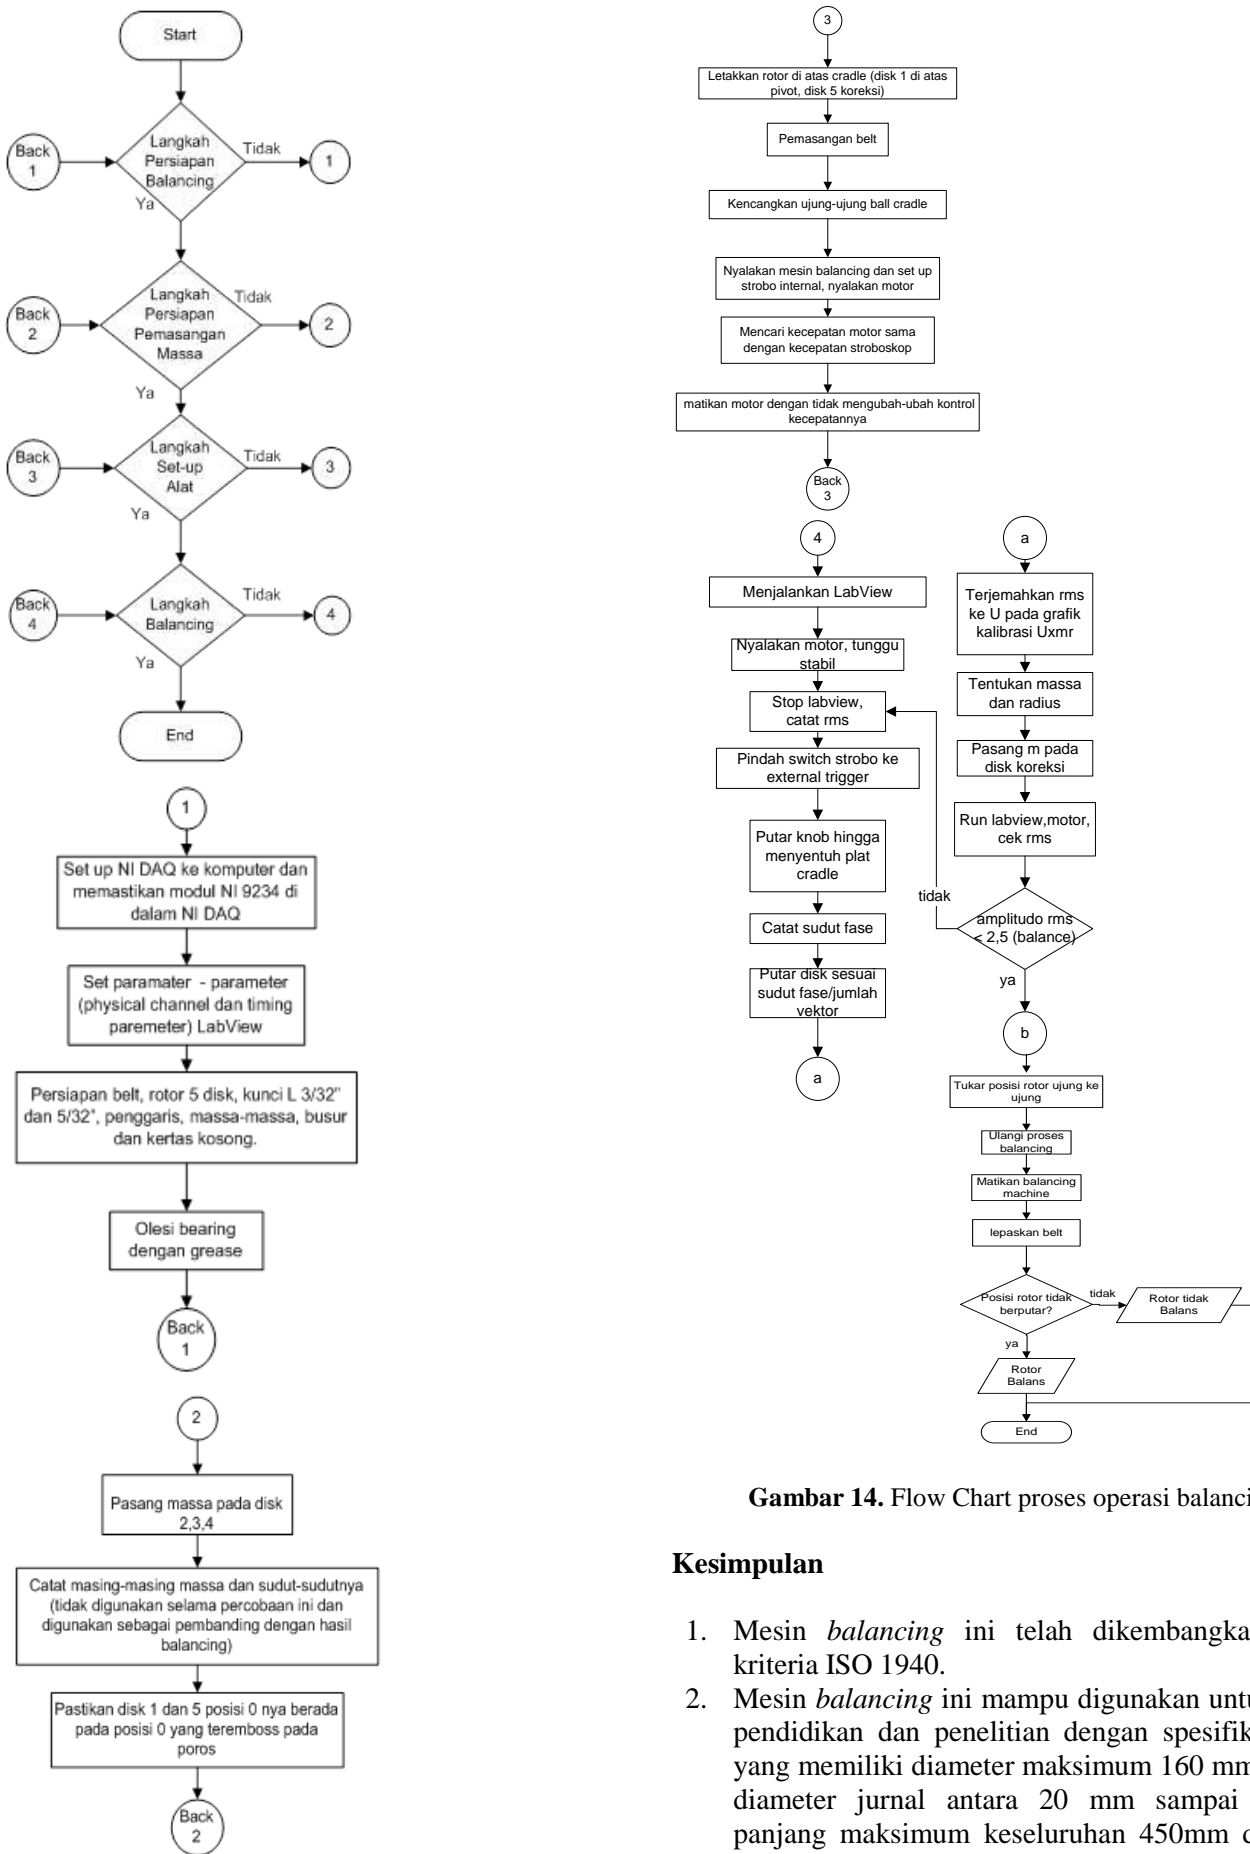 Start
Back
1
Langkah
Persiapan
Balancing
Tidak
1
Ya
Back
2
Langkah
Persiapan
Pemasangan
Massa
Tidak
2
Ya
Back
3
Langkah
Set-up
Alat
Tidak
3
Ya
Back
4
Langkah
Balancing
Tidak
4
Ya
End
1
Set up NI DAQ ke komputer dan
memastikan modul NI 9234 di
dalam NI DAQ
Set paramater - parameter
(physical channel dan timing
paremeter) LabView
Persiapan belt, rotor 5 disk, kunci L 3/32"
dan 5/32", penggaris, massa-massa, busur
dan kertas kosong.
Olesi bearing
dengan grease
Back
1
2
Pasang massa pada disk
2,3,4
Catat masing-masing massa dan sudut-sudutnya
(tidak digunakan selama percobaan ini dan
digunakan sebagai pembanding dengan hasil
balancing)
Pastikan disk 1 dan 5 posisi 0 nya berada
pada posisi 0 yang teremboss pada
poros
Back
2
3
Letakkan rotor di atas cradle (disk 1 di atas
pivot, disk 5 koreksi)
Pemasangan belt
Kencangkan ujung-ujung ball cradle
Nyalakan mesin balancing dan set up
strobo internal, nyalakan motor
Mencari kecepatan motor sama
dengan kecepatan stroboskop
matikan motor dengan tidak mengubah-ubah kontrol
kecepatannya
Back
3
4
Menjalankan LabView
Nyalakan motor, tunggu
stabil
Stop labview,
catat rms
Pindah switch strobo ke
external trigger
Putar knob hingga
menyentuh plat
cradle
Catat sudut fase
Putar disk sesuai
sudut fase/jumlah
vektor
a
a
Terjemahkan rms
ke U pada grafik
kalibrasi Uxmr
Tentukan massa
dan radius
Pasang m pada
disk koreksi
Run labview,motor,
cek rms
tidak
amplitudo rms
< 2,5 (balance)
ya
b
Tukar posisi rotor ujung ke
ujung
Ulangi proses
balancing
Matikan balancing
machine
lepaskan belt
Posisi rotor tidak
berputar?
tidak
Rotor tidak
Balans
ya
Rotor
Balans
End
Gambar 14. Flow Chart proses operasi balanci
Kesimpulan
1. Mesin balancing ini telah dikembangka
kriteria ISO 1940.
2. Mesin balancing ini mampu digunakan untu
pendidikan dan penelitian dengan spesifik
yang memiliki diameter maksimum 160 mm
diameter jurnal antara 20 mm sampai
panjang maksimum keseluruhan 450mm d